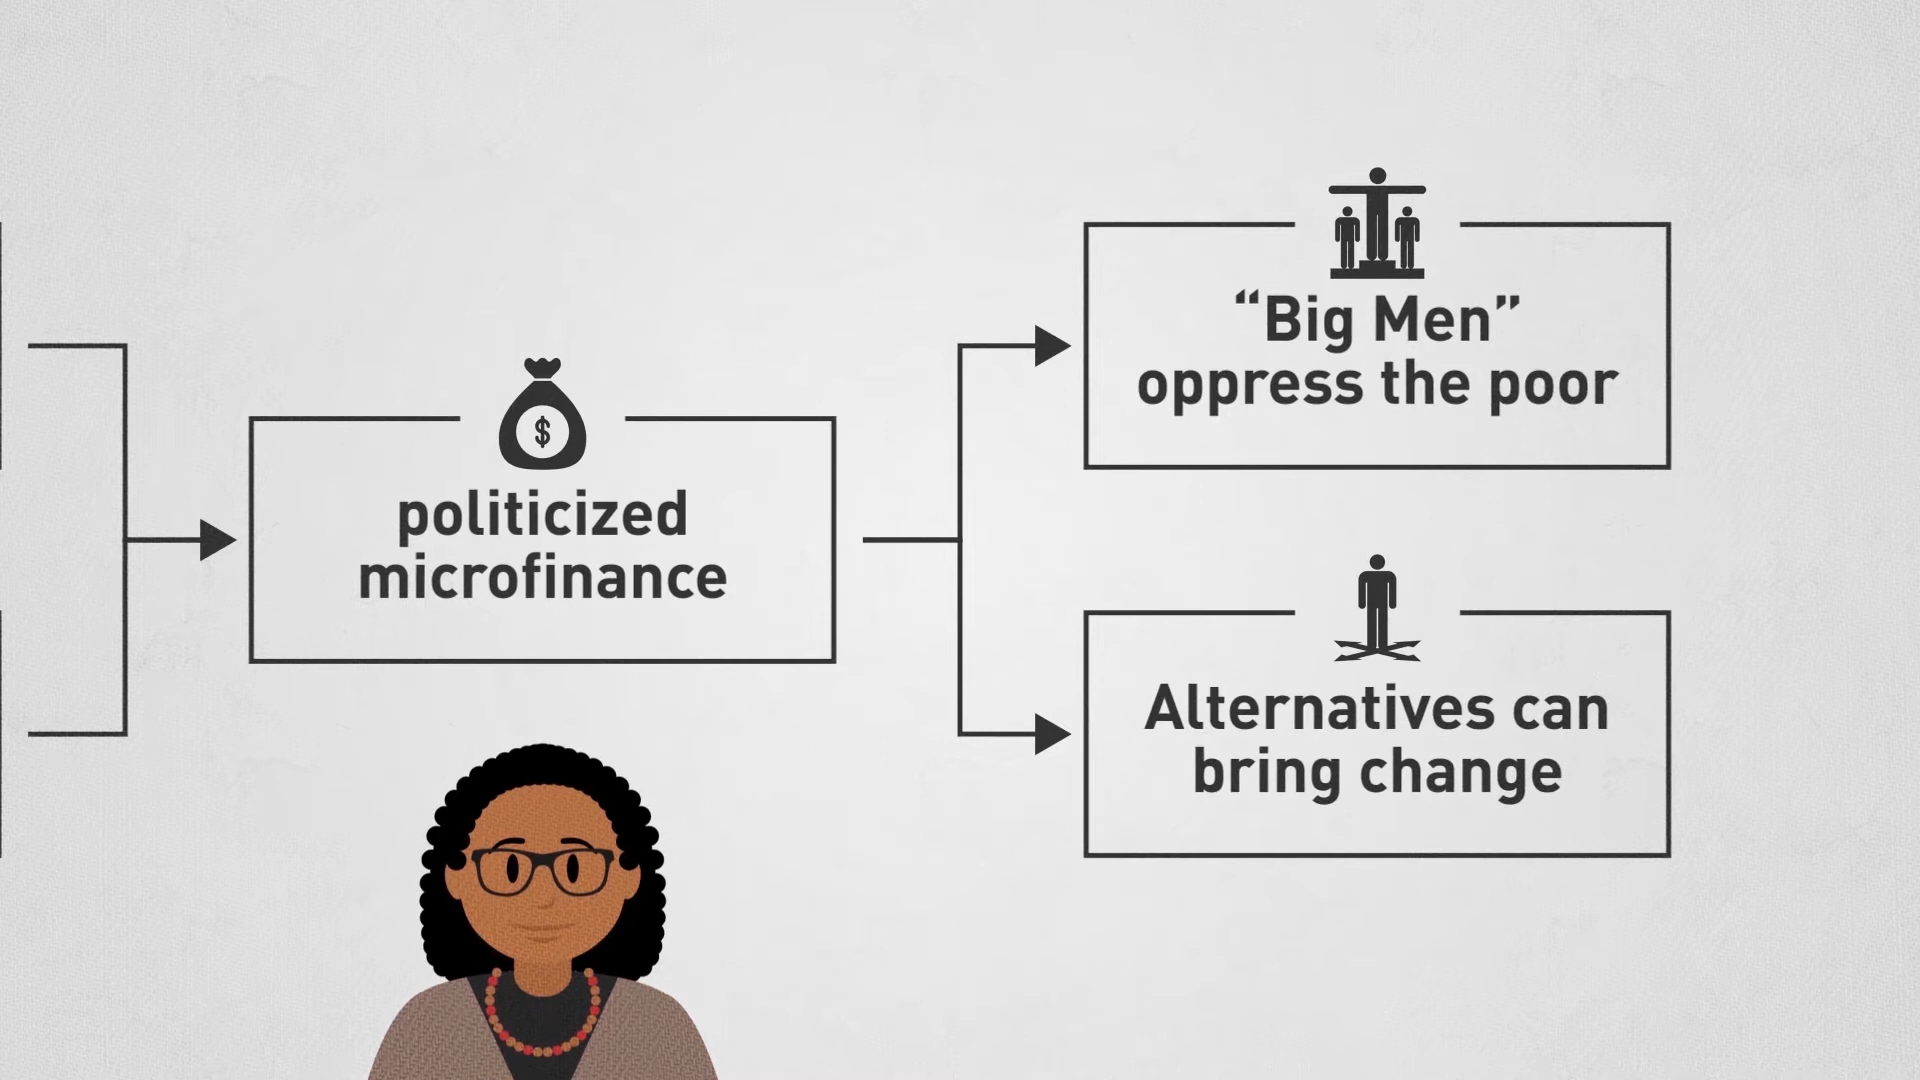 $
politicized
microfinance
“Big Men”
oppress the poor
Alternatives can
bring change